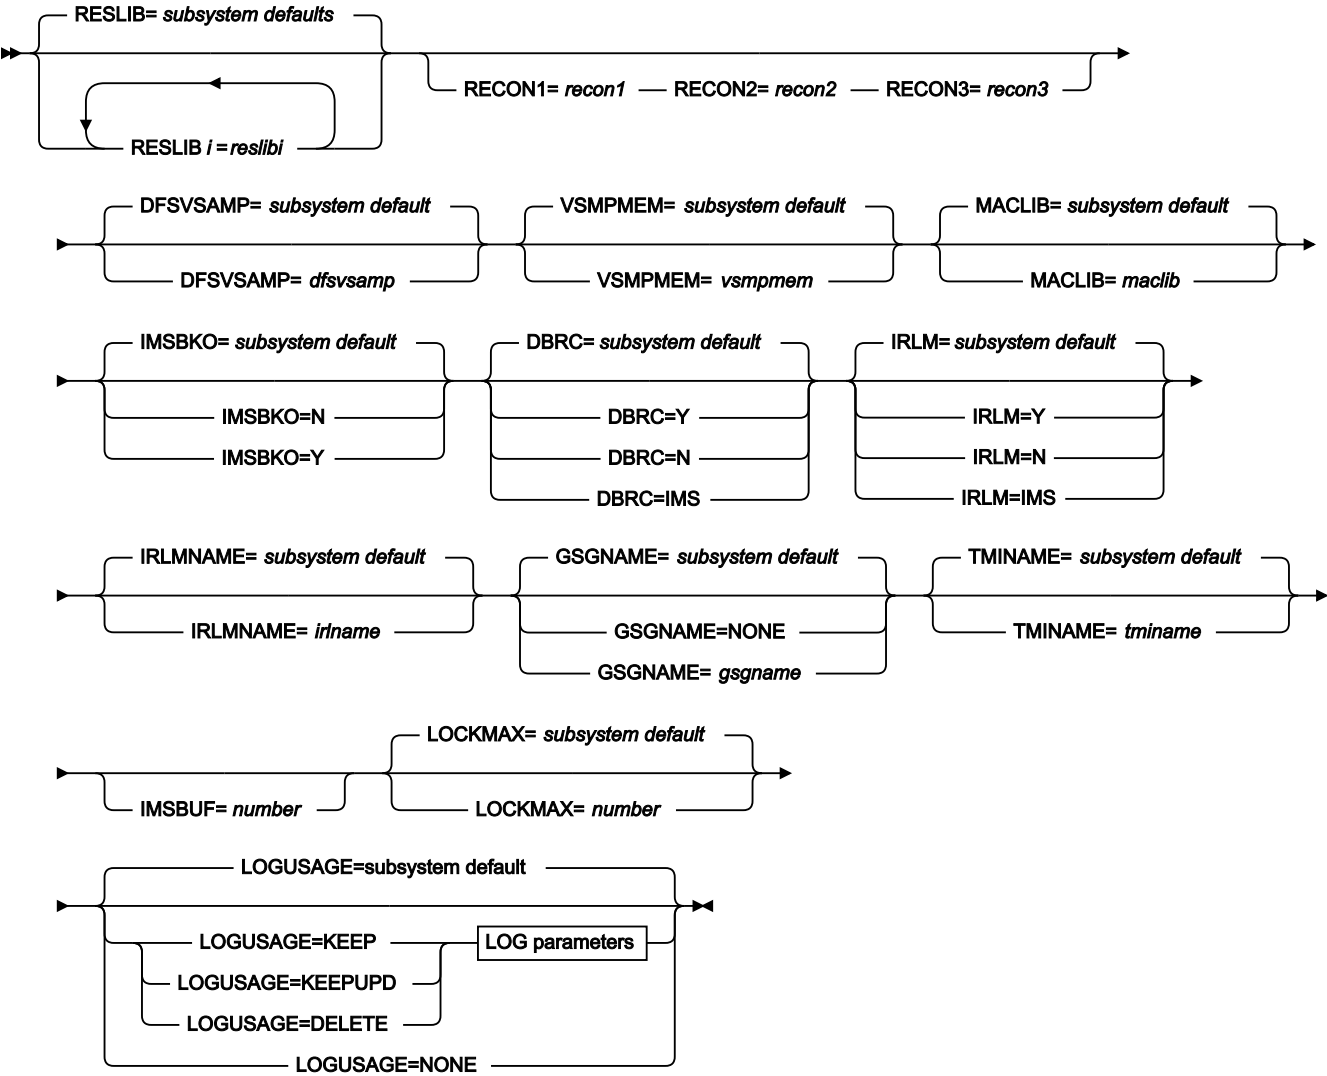 RESLIB= subsystem defaults
RECON1= recon1 RECON2= recon2 RECON3= recon3
RESLIB i =reslibi
DFSVSAMP= subsystem default VSMPMEM= subsystem default MACLIB= subsystem default
DFSVSAMP= dfsvsamp VSMPMEM= vsmpmem MACLIB= maclib
IMSBKO= subsystem default DBRC= subsystem default IRLM= subsystem default
IMSBKO=N DBRC=Y IRLM=Y
IMSBKO=Y DBRC=N IRLM=N
DBRC=IMS IRLM=IMS
IRLMNAME= subsystem default GSGNAME= subsystem default TMINAME= subsystem default
IRLMNAME= irlname GSGNAME=NONE TMINAME= tminame
GSGNAME= gsgname
LOCKMAX= subsystem default
IMSBUF= number LOCKMAX= number
LOGUSAGE=subsystem default
LOGUSAGE=KEEP LOG parameters
LOGUSAGE=KEEPUPD
LOGUSAGE=DELETE
LOGUSAGE=NONE